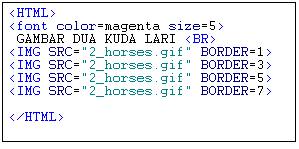 <HTML>
<font color=magenta size=5>
GAMBAR DUA KUDA LARI <BR>
<IMG SRC="2_horses.gif" BORDER=1>
<IMG SRC="2_horses.gif" BORDER=3>
<IMG SRC="2_horses.gif" BORDER=5>
<IMG SRC="2_horses.gif" BORDER=7>
</HTML>